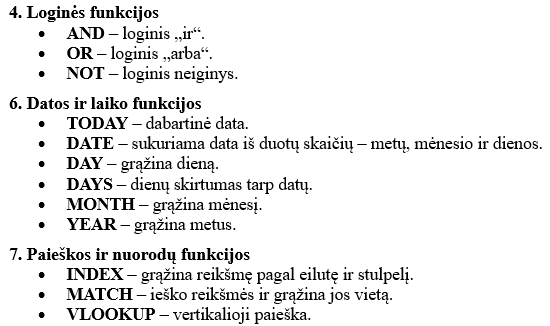 4. Loginės funkcijos
• AND – loginis „ir“.
• OR – loginis „arba“.
• NOT – loginis neiginys.
6. Datos ir laiko funkcijos
• TODAY – dabartinė data.
• DATE – sukuriama data iš duotų skaičių – metų, mėnesio ir dienos.
• DAY – grąžina dieną.
• DAYS – dienų skirtumas tarp datų.
• MONTH – grąžina mėnesį.
• YEAR – grąžina metus.
7. Paieškos ir nuorodų funkcijos
• INDEX – grąžina reikšmę pagal eilutę ir stulpelį.
• MATCH – ieško reikšmės ir grąžina jos vietą.
• VLOOKUP – vertikalioji paieška.